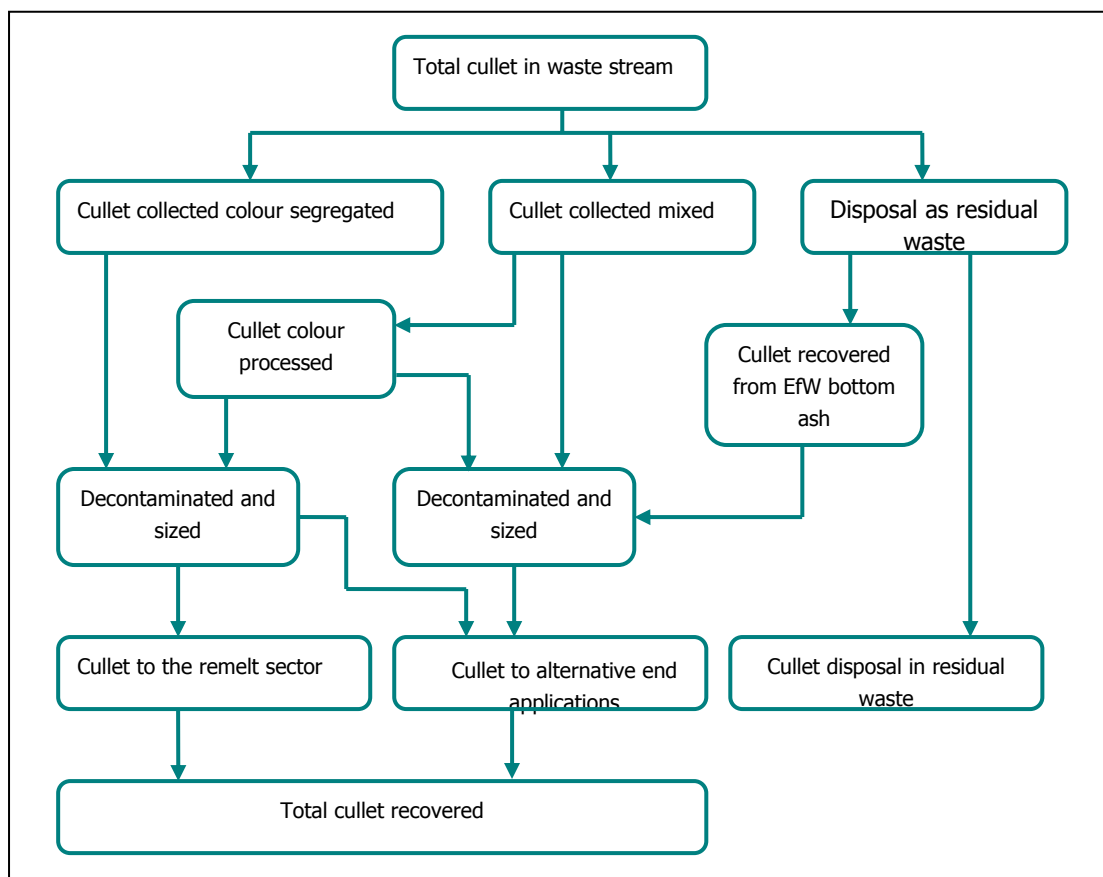 Total cullet in waste stream
Cullet collected colour segregated
Cullet collected mixed
Disposal as residual
waste
Cullet colour
processed
Cullet recovered
from EfW bottom
ash
Decontaminated and
sized
Decontaminated and
sized
Cullet to the remelt sector
Cullet to alternative end
applications
Cullet disposal in residual
waste
Total cullet recovered